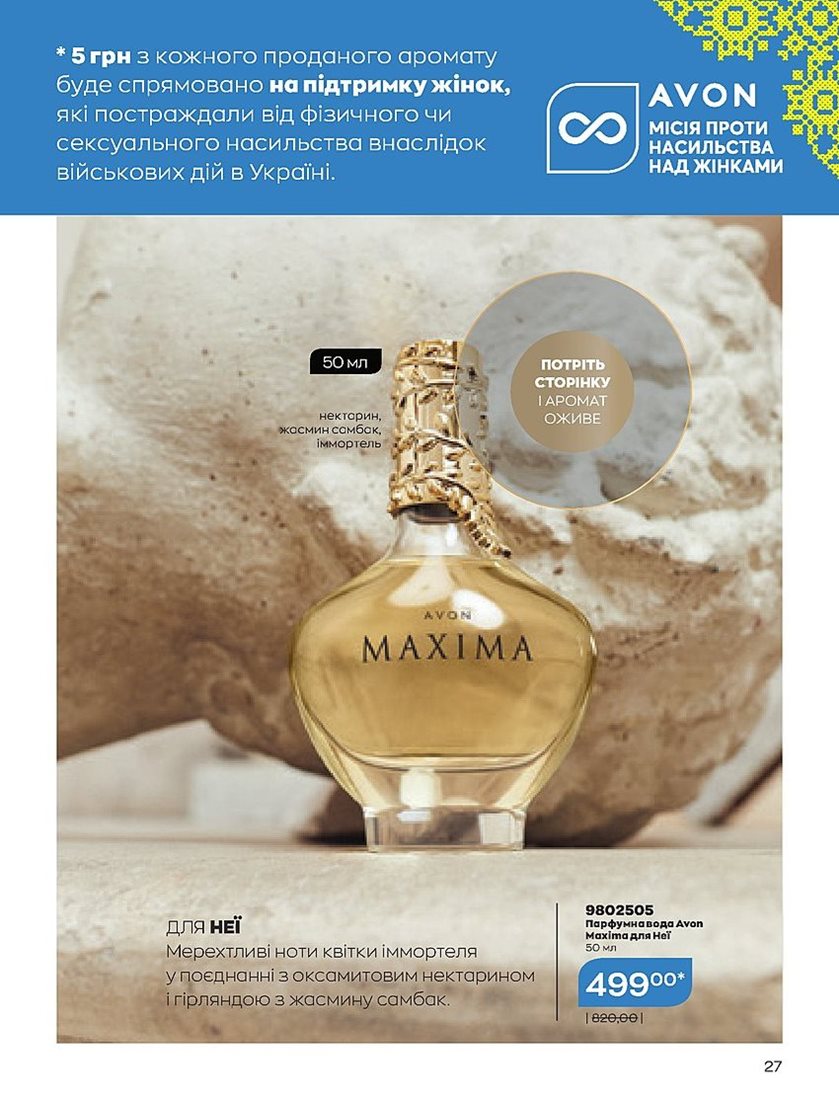 * 5 грн з кожного проданого аромату
буде спрямовано на підтримку жінок,
які постраждали від фізичного чи
сексуального насильства внаслідок
військових дій в Україні.
AVON
МІСІЯ ПРОТИ
НАСИЛЬСТВА
НАД ЖІНКАМИ
50 мл
нектарин,
жасмин самбак,
іммортель
ПОТРІТЬ
СТОРІНКУ
І АРОМАТ
ОЖИВЕ
AVON
MAXIMA
ДЛЯ НЕЇ
Мерехтливі ноти квітки іммортеля
у поєднанні з оксамитовим нектарином
і гірляндою з жасмину самбак.
9802505
Парфумна вода Avon
Maxima для Неї
50 мл
499⁰⁰*
| 820,00 |
27